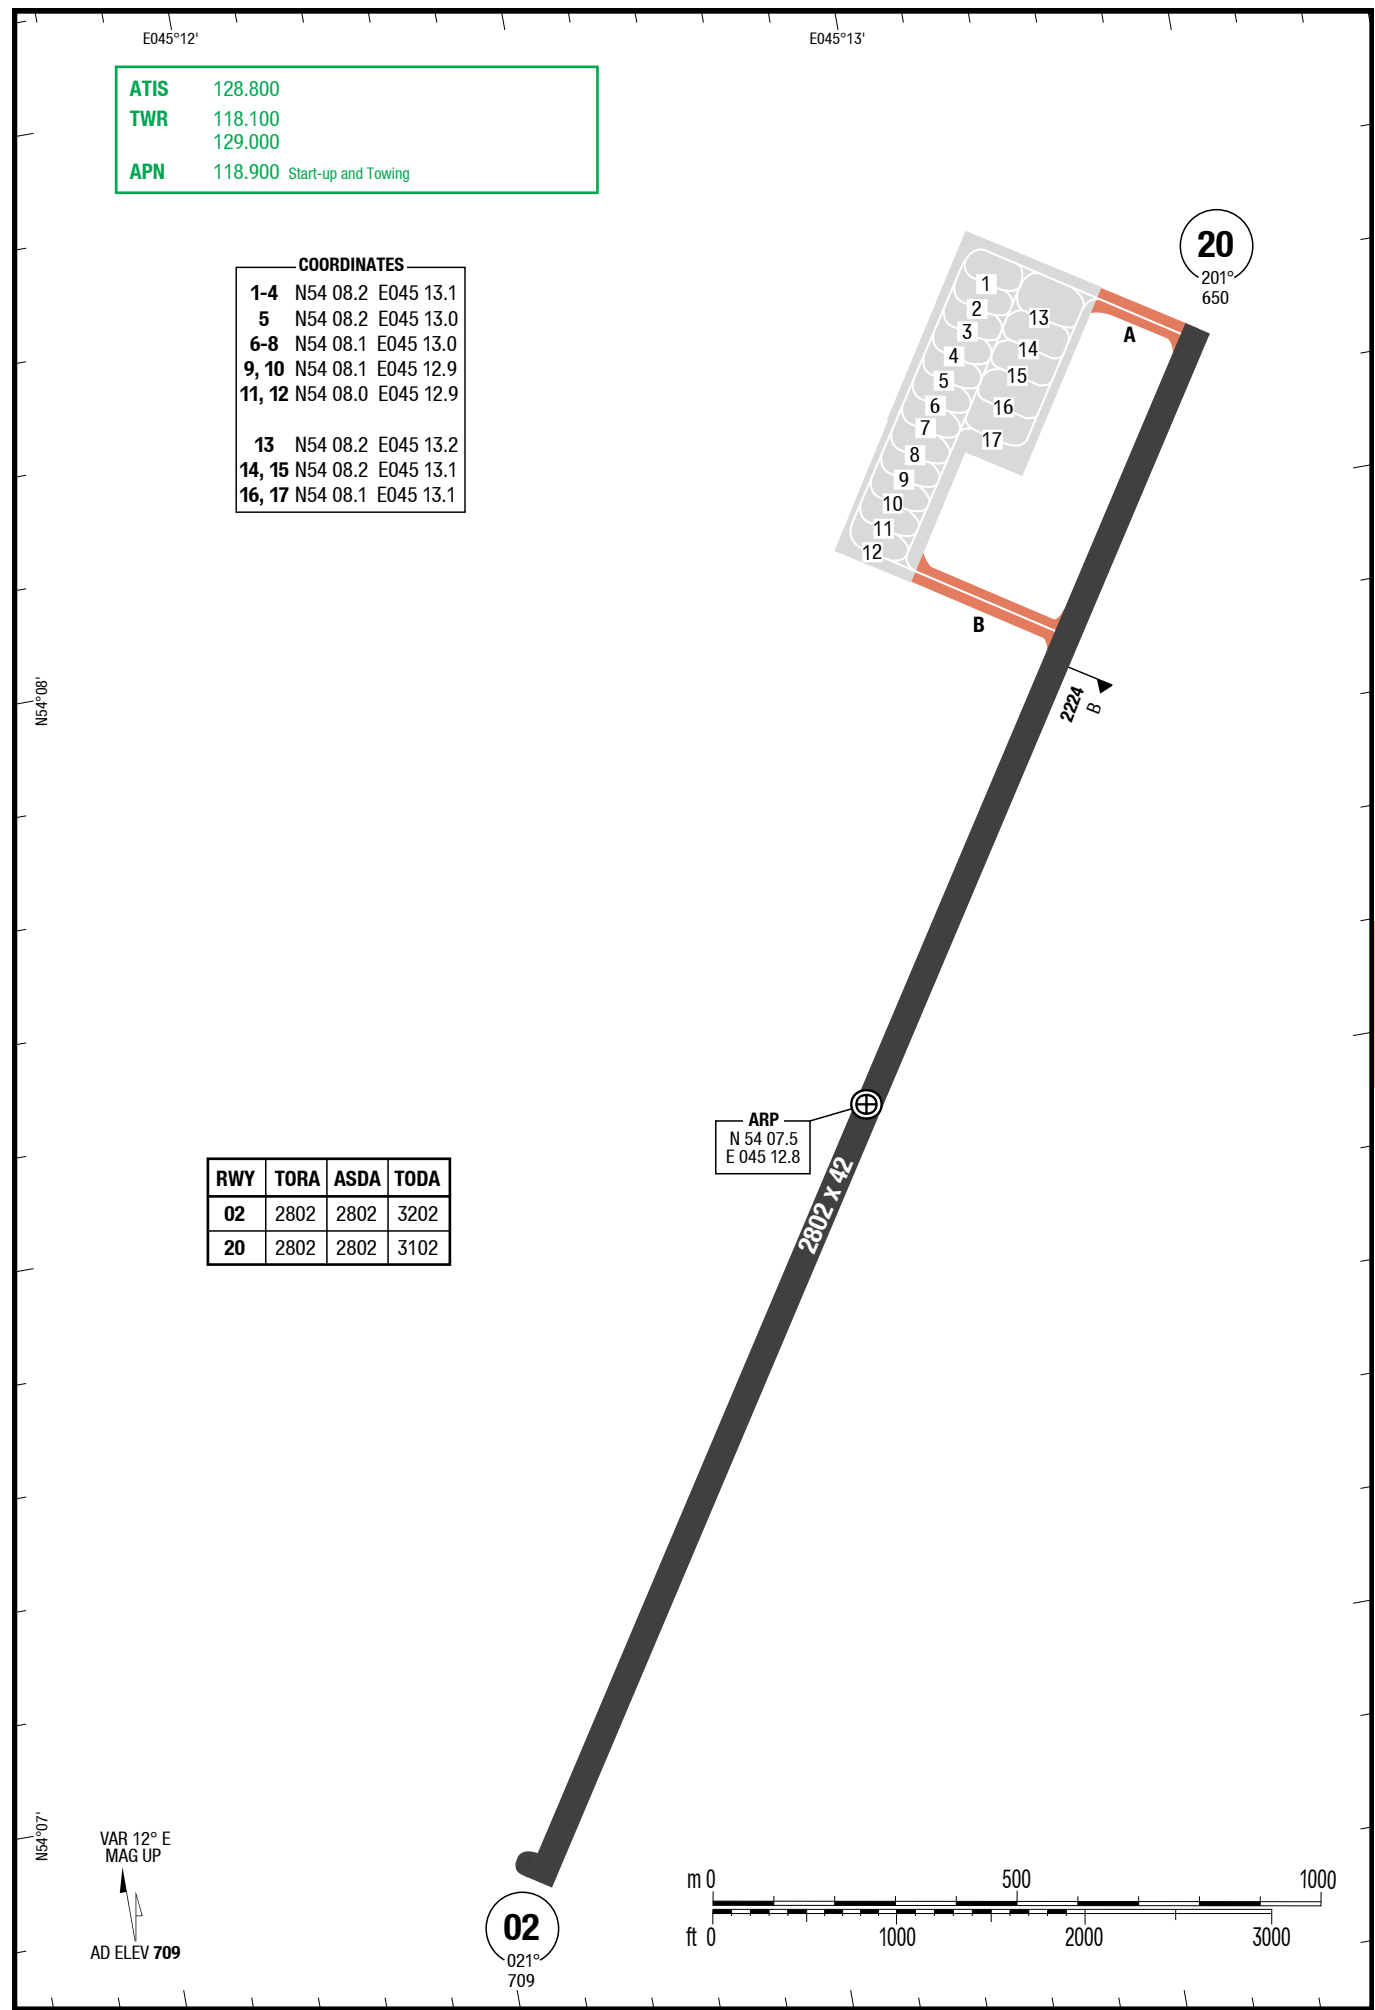 E045°12'
E045°13'
ATIS 128.800
TWR 118.100
129.000
APN 118.900 Start-up and Towing
COORDINATES
1-4 N54 08.2 E045 13.1
5 N54 08.2 E045 13.0
6-8 N54 08.1 E045 13.0
9, 10 N54 08.1 E045 12.9
11, 12 N54 08.0 E045 12.9
13 N54 08.2 E045 13.2
14, 15 N54 08.2 E045 13.1
16, 17 N54 08.1 E045 13.1
20
201°
650
1
2
3
4
5
6
7
8
9
10
11
12
13
14
15
16
17
A
B
2224
B
N54°08'
ARP
N 54 07.5
E 045 12.8
2802 x 42
RWY TORA ASDA TODA
02 2802 2802 3202
20 2802 2802 3102
N54°07'
VAR 12° E
MAG UP
AD ELEV 709
02
021°
709
m 0 500 1000
ft 0 1000 2000 3000